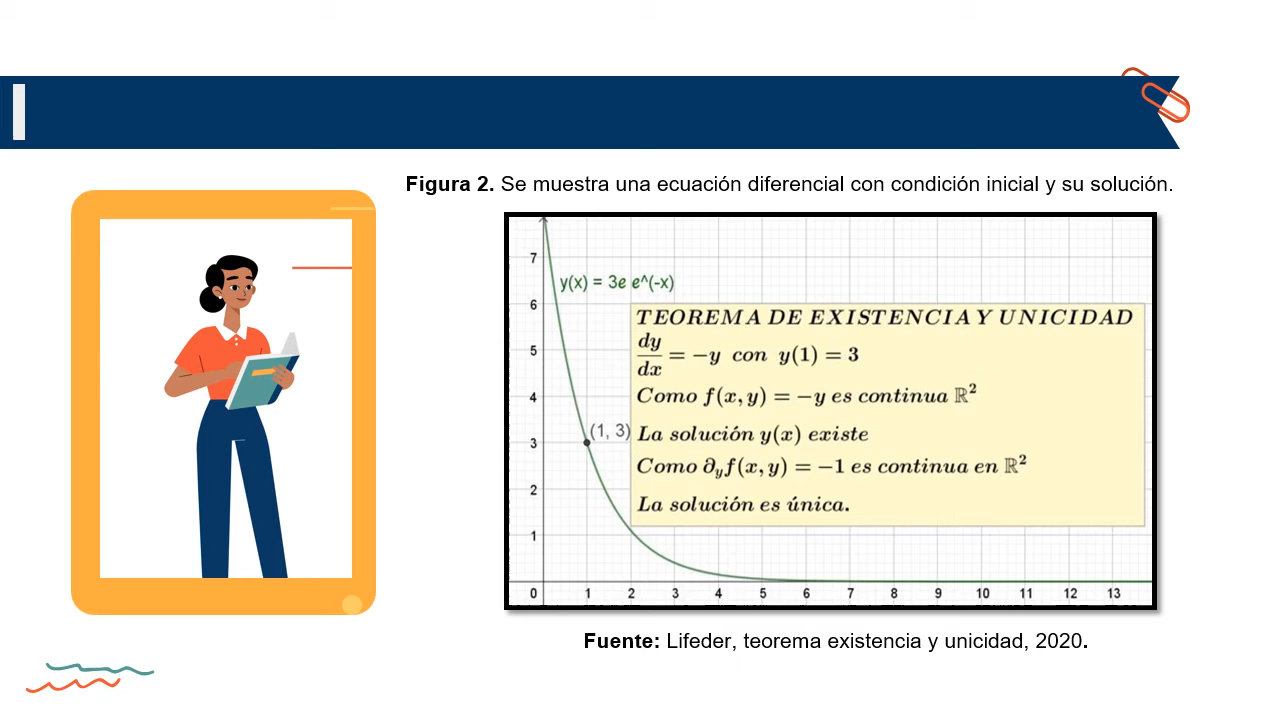 Figura 2. Se muestra una ecuación diferencial con condición inicial y su solución.
7
y(x) = 3e e^(-x)
6
TEOREMA DE EXISTENCIA Y UNICIDAD
dy/dx = −y con y(1) = 3
5
Como f(x, y) = −y es continua ℝ²
4
(1, 3)
La solución y(x) existe
3
Como ∂yf(x, y) = −1 es continua en ℝ²
2
La solución es única.
1
0 1 2 3 4 5 6 7 8 9 10 11 12 13
Fuente: Lifeder, teorema existencia y unicidad, 2020.